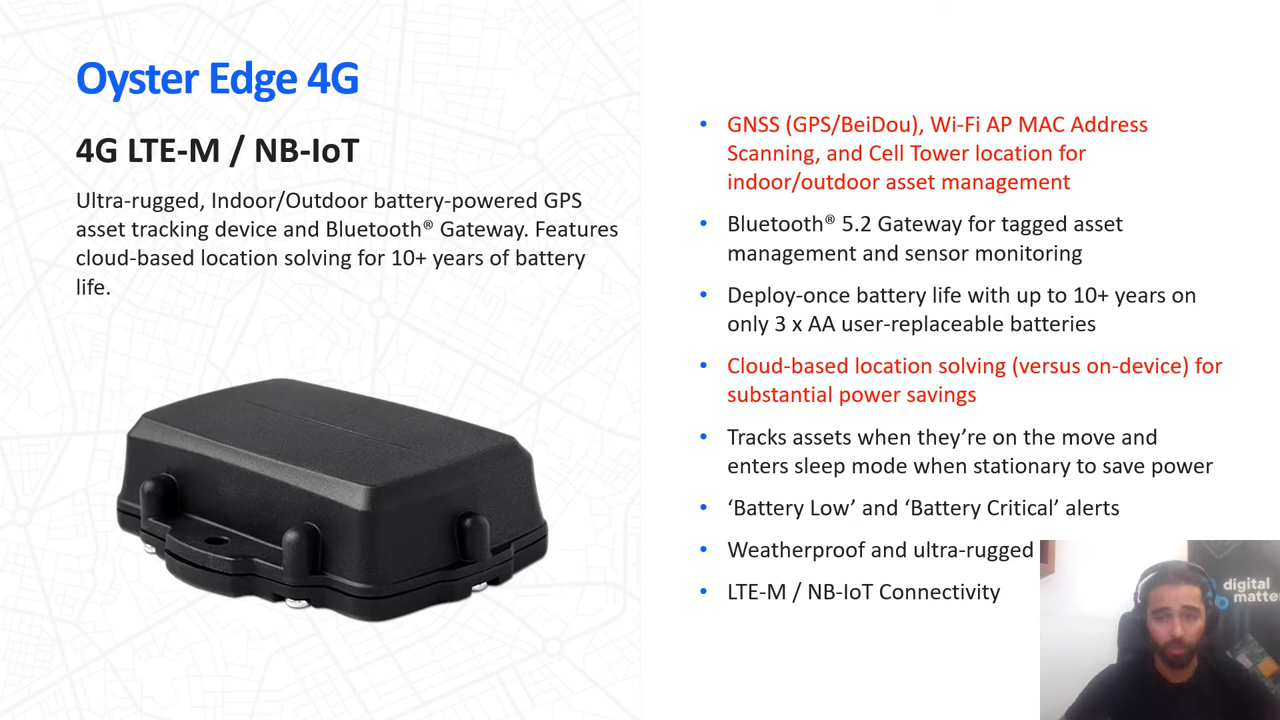 Oyster Edge 4G
4G LTE-M / NB-IoT
Ultra-rugged, Indoor/Outdoor battery-powered GPS
asset tracking device and Bluetooth® Gateway. Features
cloud-based location solving for 10+ years of battery
life.
• GNSS (GPS/BeiDou), Wi-Fi AP MAC Address
Scanning, and Cell Tower location for
indoor/outdoor asset management
• Bluetooth® 5.2 Gateway for tagged asset
management and sensor monitoring
• Deploy-once battery life with up to 10+ years on
only 3 x AA user-replaceable batteries
• Cloud-based location solving (versus on-device) for
substantial power savings
• Tracks assets when they’re on the move and
enters sleep mode when stationary to save power
• ‘Battery Low’ and ‘Battery Critical’ alerts
• Weatherproof and ultra-rugged
• LTE-M / NB-IoT Connectivity
digital
matte